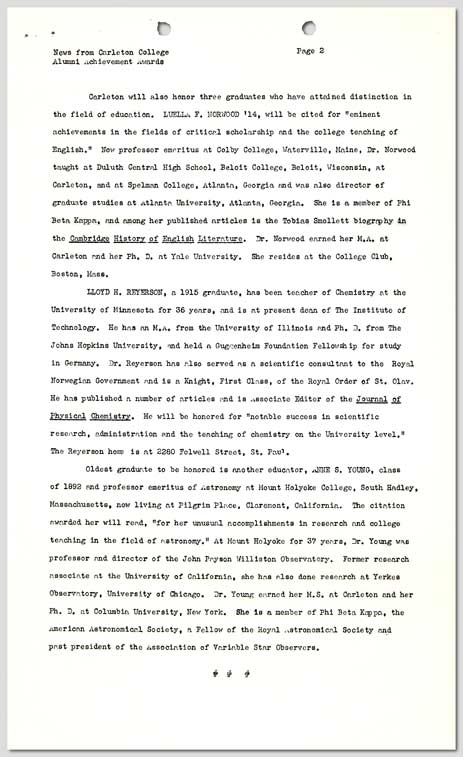 News from Carleton College
Page 2
Alumni Achievement Awards
Carleton will also honor three graduates who have attained distinction in
the field of education. LUELLA F. NORWOOD '14, will be cited for "eminent
achievements in the fields of critical scholarship and the college teaching of
English." Now professor emeritus at Colby College, Waterville, Maine, Dr. Norwood
taught at Duluth Central High School, Beloit College, Beloit, Wisconsin, at
Carleton, and at Spelman College, Atlanta, Georgia and was also director of
graduate studies at Atlanta University, Atlanta, Georgia. She is a member of Phi
Beta Kappa, and among her published articles is the Tobias Smollett biography in
the Cambridge History of English Literature. Dr. Norwood earned her M.A. at
Carleton and her Ph. D. at Yale University. She resides at the College Club,
Boston, Mass.
LLOYD H. REYERSON, a 1915 graduate, has been teacher of Chemistry at the
University of Minnesota for 36 years, and is at present dean of The Institute of
Technology. He has an M.A. from the University of Illinois and Ph. D. from The
Johns Hopkins University, and held a Guggenheim Foundation Fellowship for study
in Germany. Dr. Reyerson has also served as a scientific consultant to the Royal
Norwegian Government and is a Knight, First Class, of the Royal Order of St. Olav.
He has published a number of articles and is Associate Editor of the Journal of
Physical Chemistry. He will be honored for "notable success in scientific
research, administration and the teaching of chemistry on the University level."
The Reyerson home is at 2260 Folwell Street, St. Paul.
Oldest graduate to be honored is another educator, ANNE S. YOUNG, class
of 1892 and professor emeritus of Astronomy at Mount Holyoke College, South Hadley,
Massachusetts, now living at Pilgrim Place, Claremont, California. The citation
awarded her will read, "for her unusual accomplishments in research and college
teaching in the field of astronomy." At Mount Holyoke for 37 years, Dr. Young was
professor and director of the John Payson Williston Observatory. Former research
associate at the University of California, she has also done research at Yerkes
Observatory, University of Chicago. Dr. Young earned her M.S. at Carleton and her
Ph. D. at Columbia University, New York. She is a member of Phi Beta Kappa, the
American Astronomical Society, a Fellow of the Royal Astronomical Society and
past president of the Association of Variable Star Observers.
# # #